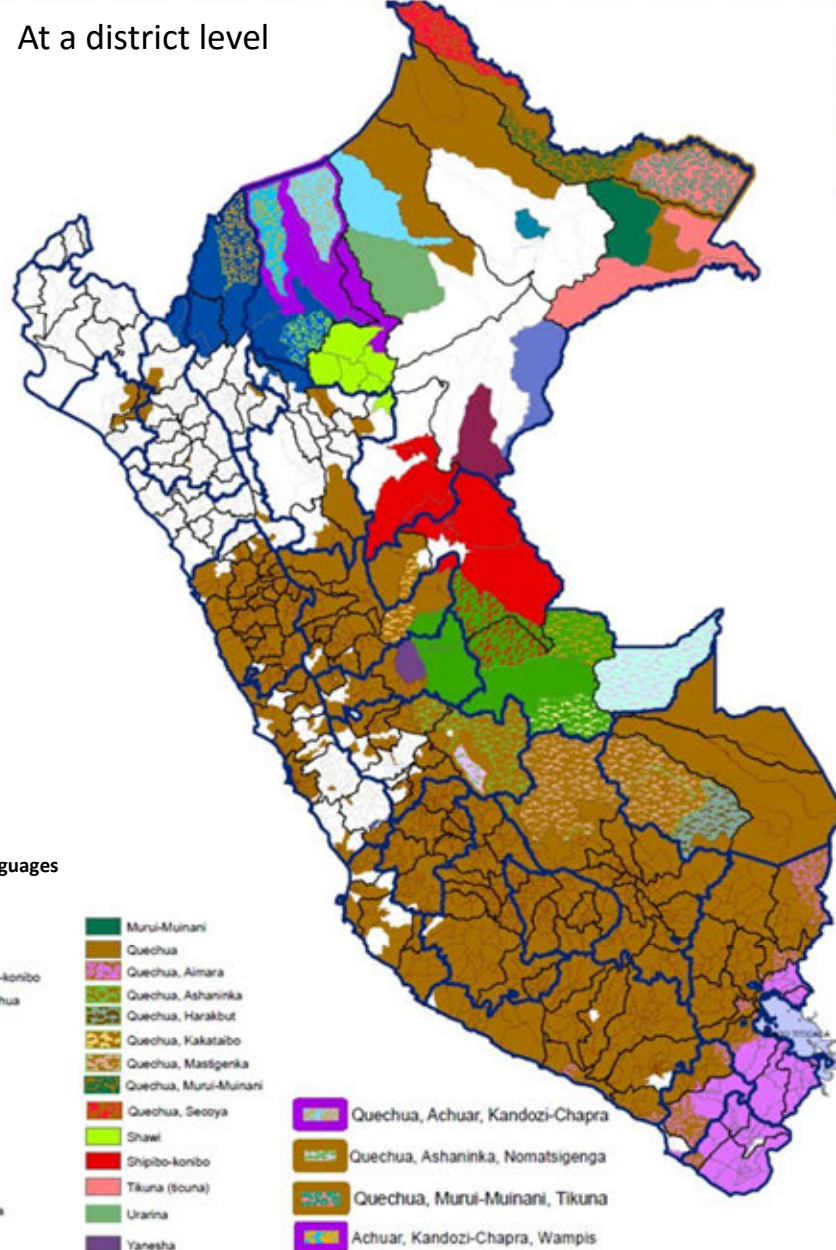 At a district level
guages
-konibo
hua
a
Murui-Muinani
Quechua
Quechua, Aimara
Quechua, Ashaninka
Quechua, Harakbut
Quechua, Kakataibo
Quechua, Mastigenka
Quechua, Murui-Muinani
Quechua, Secoya
Shawi
Shipibo-konibo
Tikuna (ticuna)
Urarina
Yanesha
Quechua, Achuar, Kandozi-Chapra
Quechua, Ashaninka, Nomatsigenga
Quechua, Murui-Muinani, Tikuna
Achuar, Kandozi-Chapra, Wampis